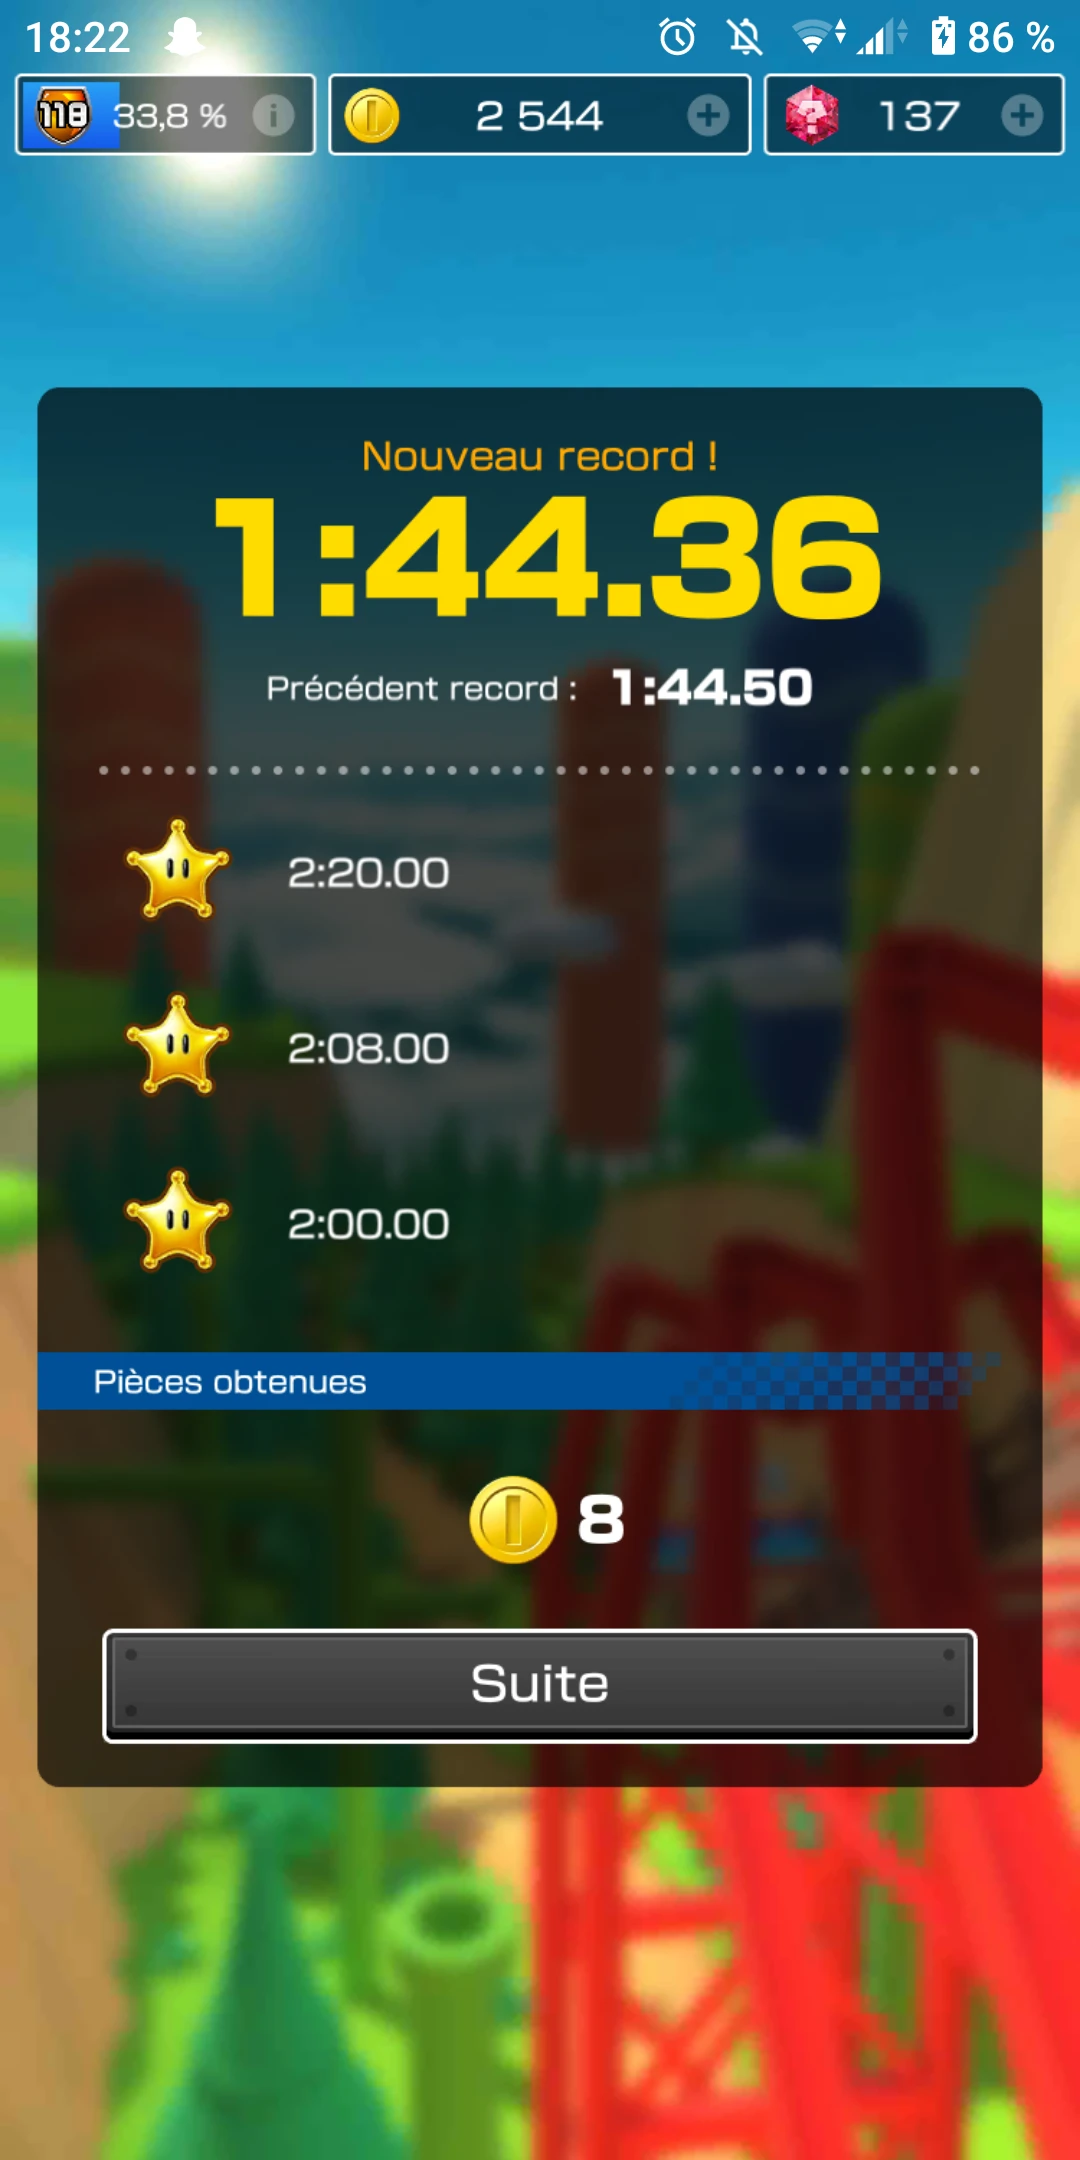 18:22 86 %
118 33,8 % i 2 544 + 137 +
Nouveau record !
1:44.36
Précédent record : 1:44.50
2:20.00
2:08.00
2:00.00
Pièces obtenues
8
Suite